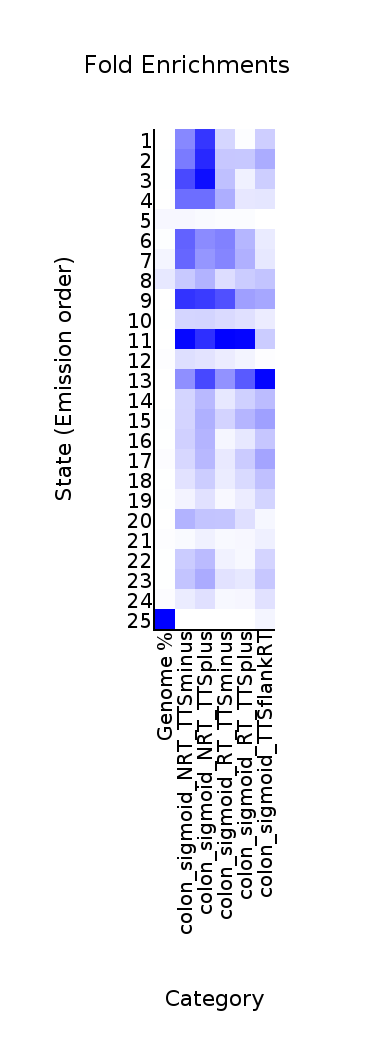 Fold Enrichments
State (Emission order)
1
2
3
4
5
6
7
8
9
10
11
12
13
14
15
16
17
18
19
20
21
22
23
24
25
Genome %
colon_sigmoid_NRT_TTSminus
colon_sigmoid_NRT_TTSplus
colon_sigmoid_RT_TTSminus
colon_sigmoid_RT_TTSplus
colon_sigmoid_TTSflankRT
Category